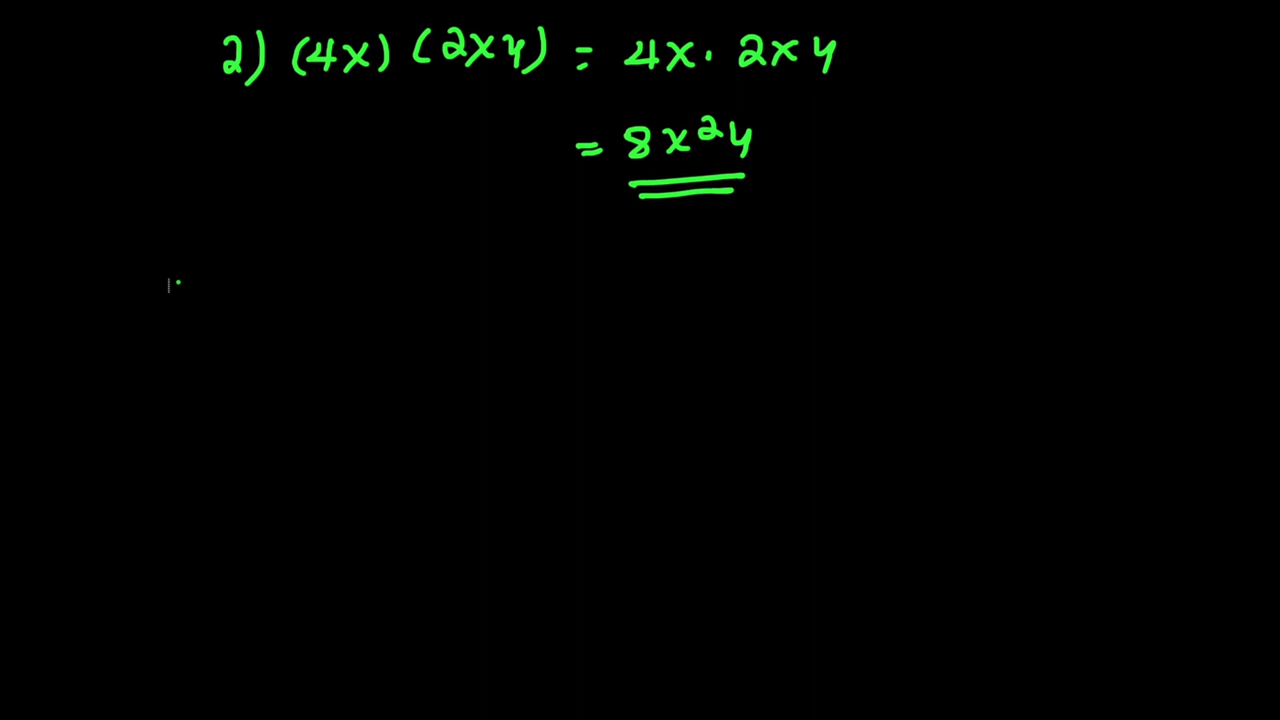 2) (4x) (2xy) = 4x · 2xy
= 8x²y